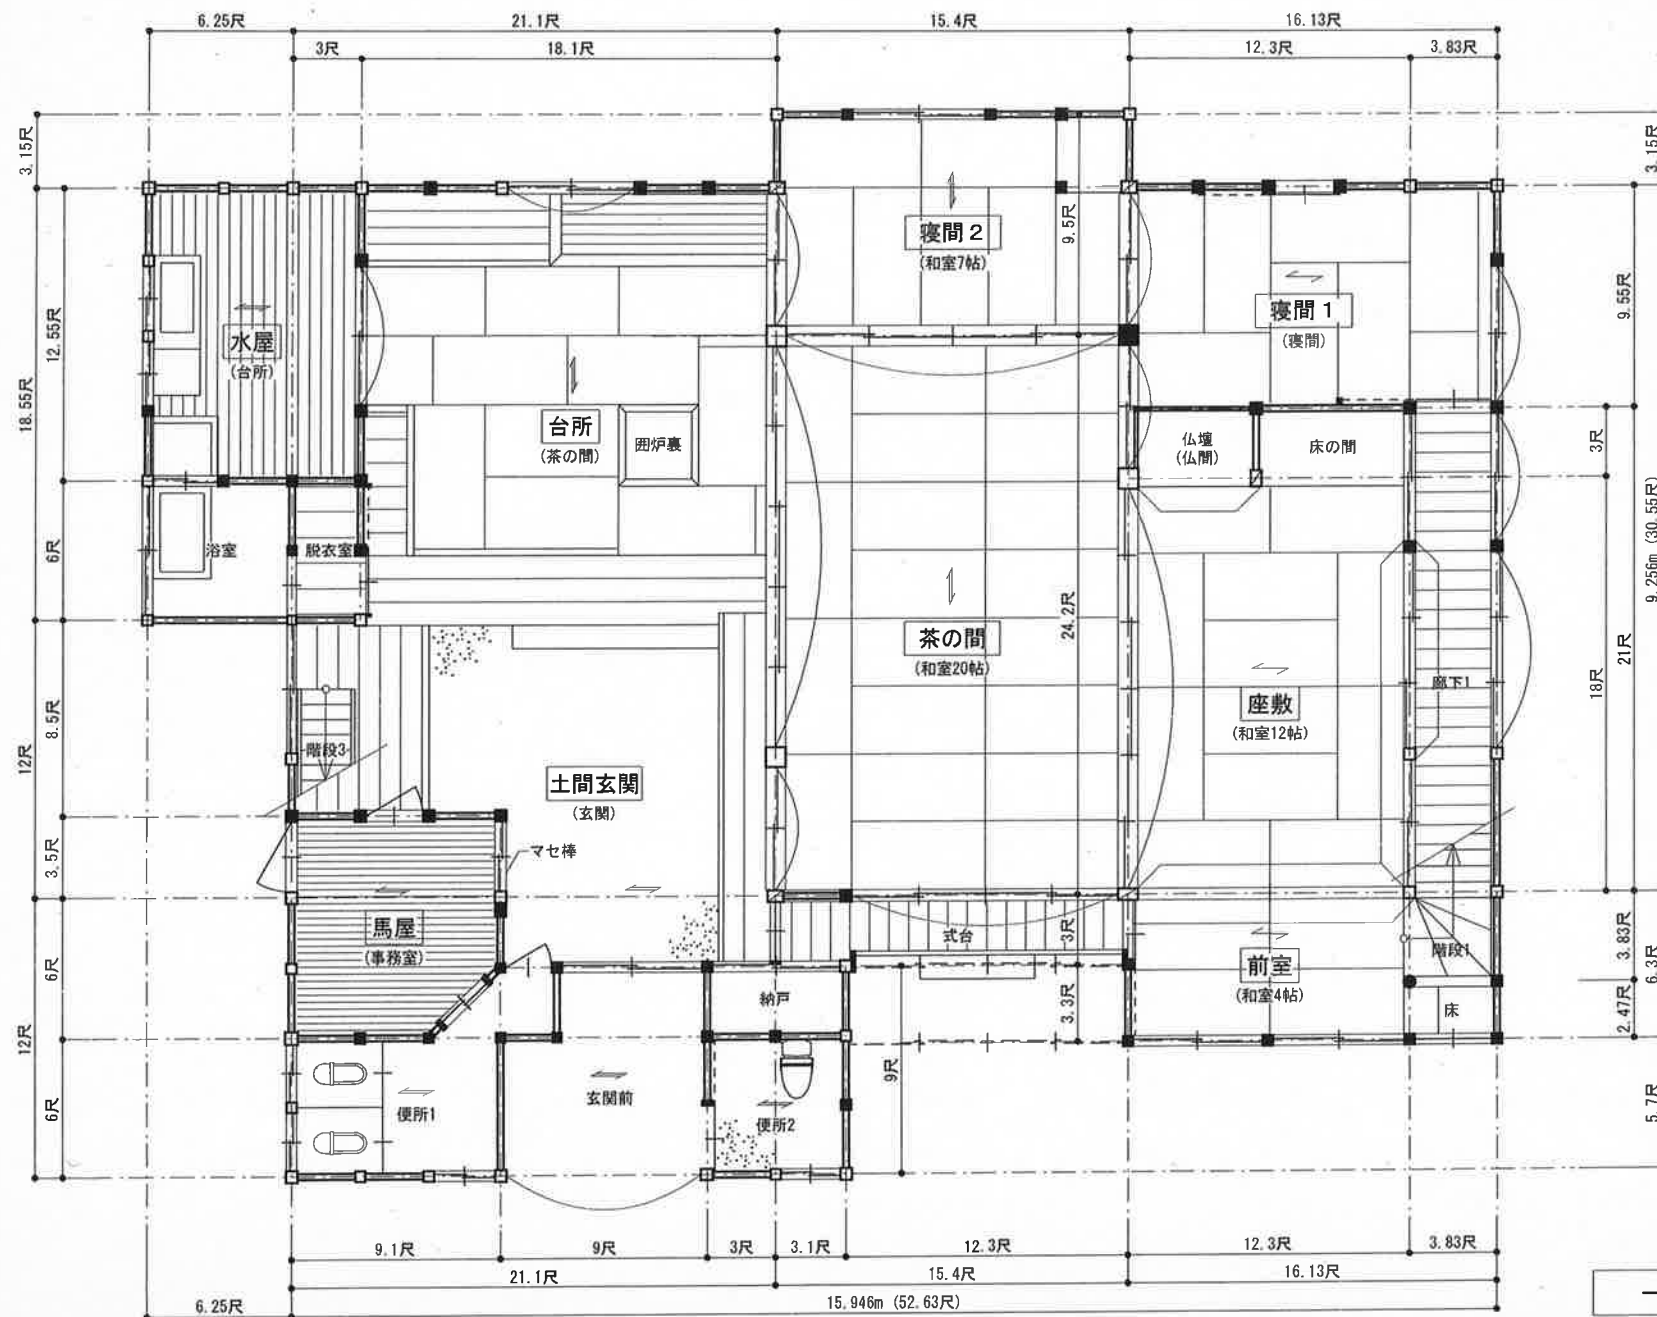 6.25尺
21.1尺
15.4尺
16.13尺
3尺
18.1尺
12.3尺
3.83尺
3.15尺
3.15尺
寝間2
(和室7帖)
9.5尺
寝間1
(寝間)
9.55尺
水屋
(台所)
12.55尺
18.55尺
台所
(茶の間)
囲炉裏
仏壇
(仏間)
床の間
3尺
9.256m (30.55尺)
浴室
脱衣室
6尺
茶の間
(和室20帖)
24.2尺
座敷
(和室12帖)
廊下1
18尺
21尺
8.5尺
12尺
階段3
土間玄関
(玄関)
マセ棒
3.5尺
馬屋
(事務室)
式台
3尺
前室
(和室4帖)
階段1
床
3.83尺
6.3尺
2.47尺
6尺
12尺
納戸
3.3尺
9尺
便所1
玄関前
便所2
6尺
5.7尺
9.1尺
9尺
3尺
3.1尺
12.3尺
12.3尺
3.83尺
21.1尺
15.4尺
16.13尺
6.25尺
15.946m (52.63尺)